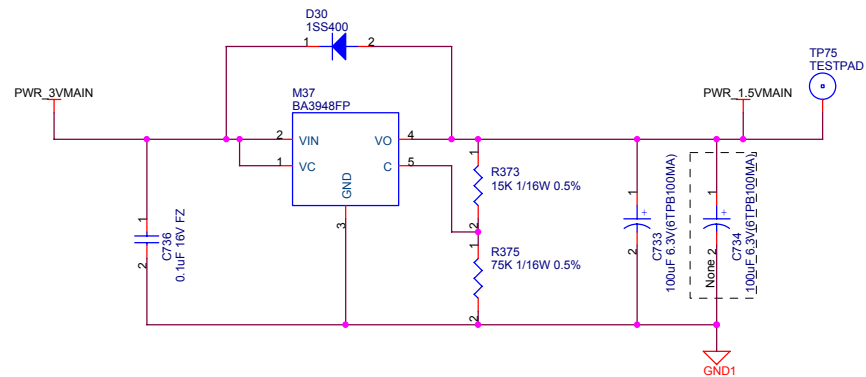 D30
1SS400
1
2
TP75
TESTPAD
PWR_3VMAIN
M37
BA3948FP
PWR_1.5VMAIN
2
VIN
VO
4
1
VC
C
5
GND
3
1
R373
15K 1/16W 0.5%
2
1
R375
75K 1/16W 0.5%
2
1
2
C736
0.1uF 16V FZ
1
+
2
C733
100uF 6.3V(6TPB100MA)
1
+
None
2
C734
100uF 6.3V(6TPB100MA)
GND1